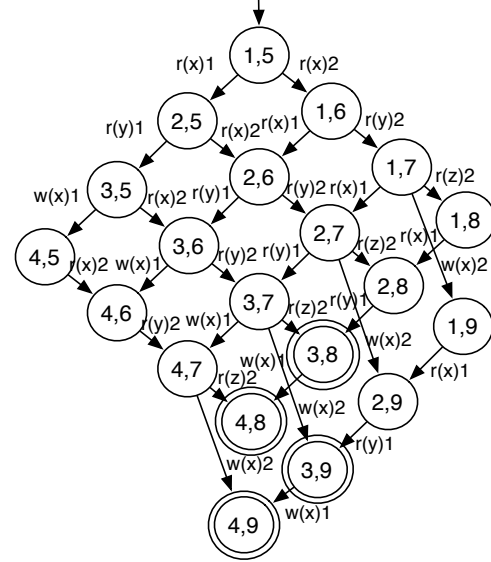 1,5
r(x)1 r(x)2
2,5 1,6
r(y)1 r(x)2 r(x)1 r(y)2
3,5 2,6 1,7
w(x)1 r(x)2 r(y)1 r(y)2 r(x)1 r(z)2
4,5 3,6 2,7 1,8
r(x)2 w(x)1 r(y)2 r(y)1 r(z)2 r(x)1 w(x)2
4,6 3,7 2,8 1,9
r(y)2 w(x)1 r(z)2 r(y)1 w(x)2 r(x)1
4,7 3,8 2,9
r(z)2 w(x)1 w(x)2 r(y)1
4,8 3,9
w(x)2 w(x)1
4,9